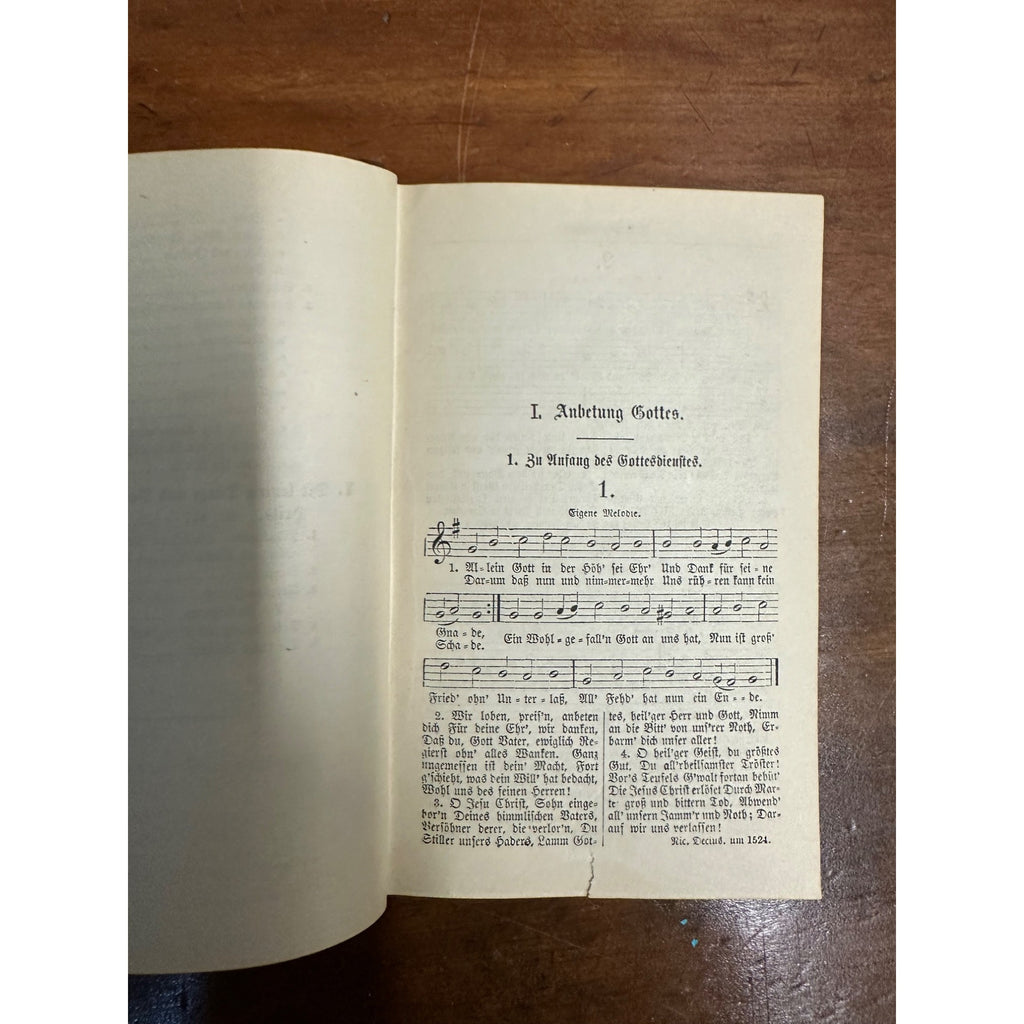 I. Anbetung Gottes.
1. Zu Anfang des Gottesdienstes.
1.
Eigene Melodie.
1. Al-lein Gott in der Höh' sei Ehr' Und Dank für sei-ne
Dar-um daß nun und nim-mer-mehr Uns rüh-ren kann kein
Gna-de, Ein Wohl-ge-fall'n Gott an uns hat, Nun ist groß'
Scha-de.
Fried' ohn' Un-ter-laß, All' Fehd' hat nun ein En--de.
2. Wir loben, preis'n, anbeten
dich Für deine Ehr', wir danken,
Daß du, Gott Vater, ewiglich Re-
gierst ohn' alles Wanken. Ganz
ungemessen ist dein' Macht, Fort
g'schieht, was dein Will' hat bedacht,
Wohl uns des feinen Herren!
3. O Jesu Christ, Sohn einge-
bor'n Deines himmlischen Vaters,
Versöhner derer, die verlor'n, Du
Stiller unsers Haders, Lamm Got-
tes, heil'ger Herr und Gott, Nimm
an die Bitt' von uns'rer Noth, Er-
barm' dich unser aller!
4. O heil'ger Geist, du größtes
Gut, Du all'rheilsamster Tröster!
Vor's Teufels G'walt fortan behüt'
Die Jesus Christ erlöset Durch Mar-
te- groß und bittern Tod, Abwend'
all' unsern Jamm'r und Noth; Dar-
auf wir uns verlassen!
Nic. Decius. um 1524.